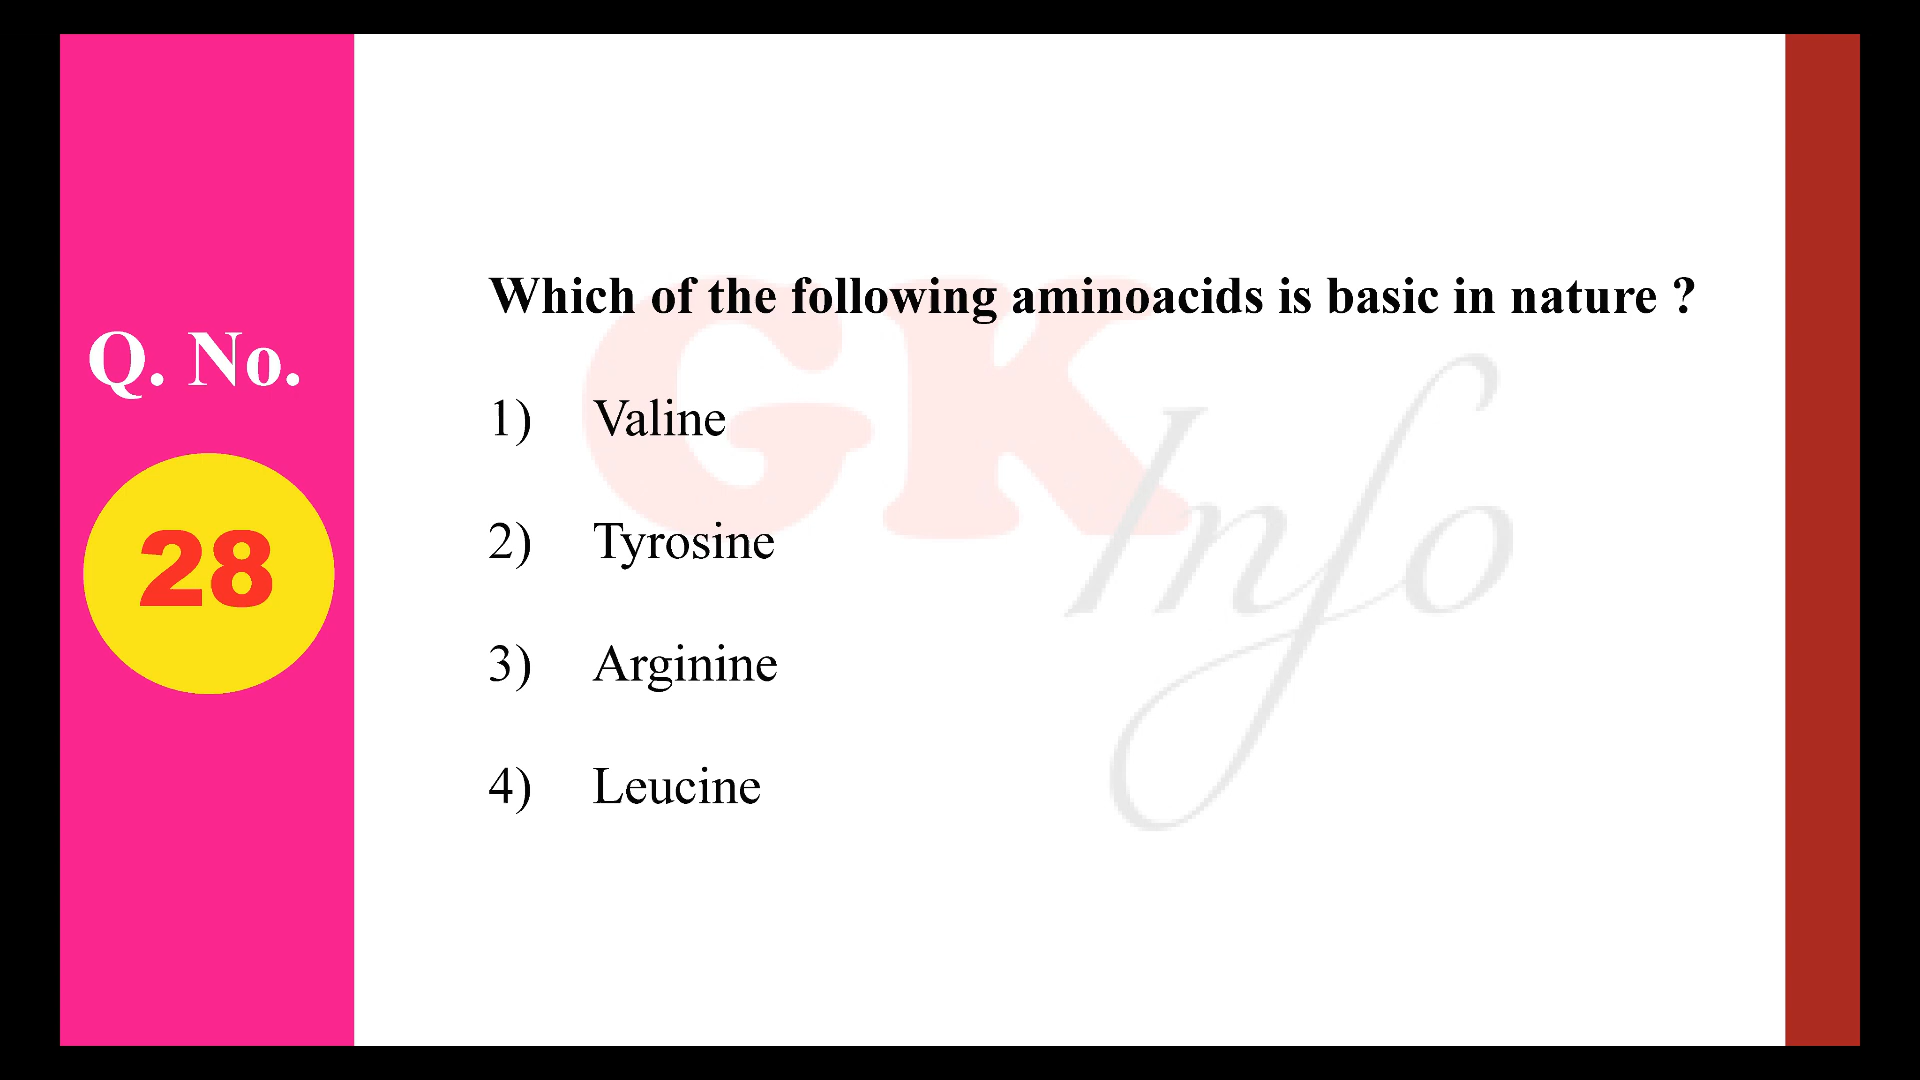 Q. No.
28
Which of the following aminoacids is basic in nature ?
1) Valine
2) Tyrosine
3) Arginine
4) Leucine
GK
Info